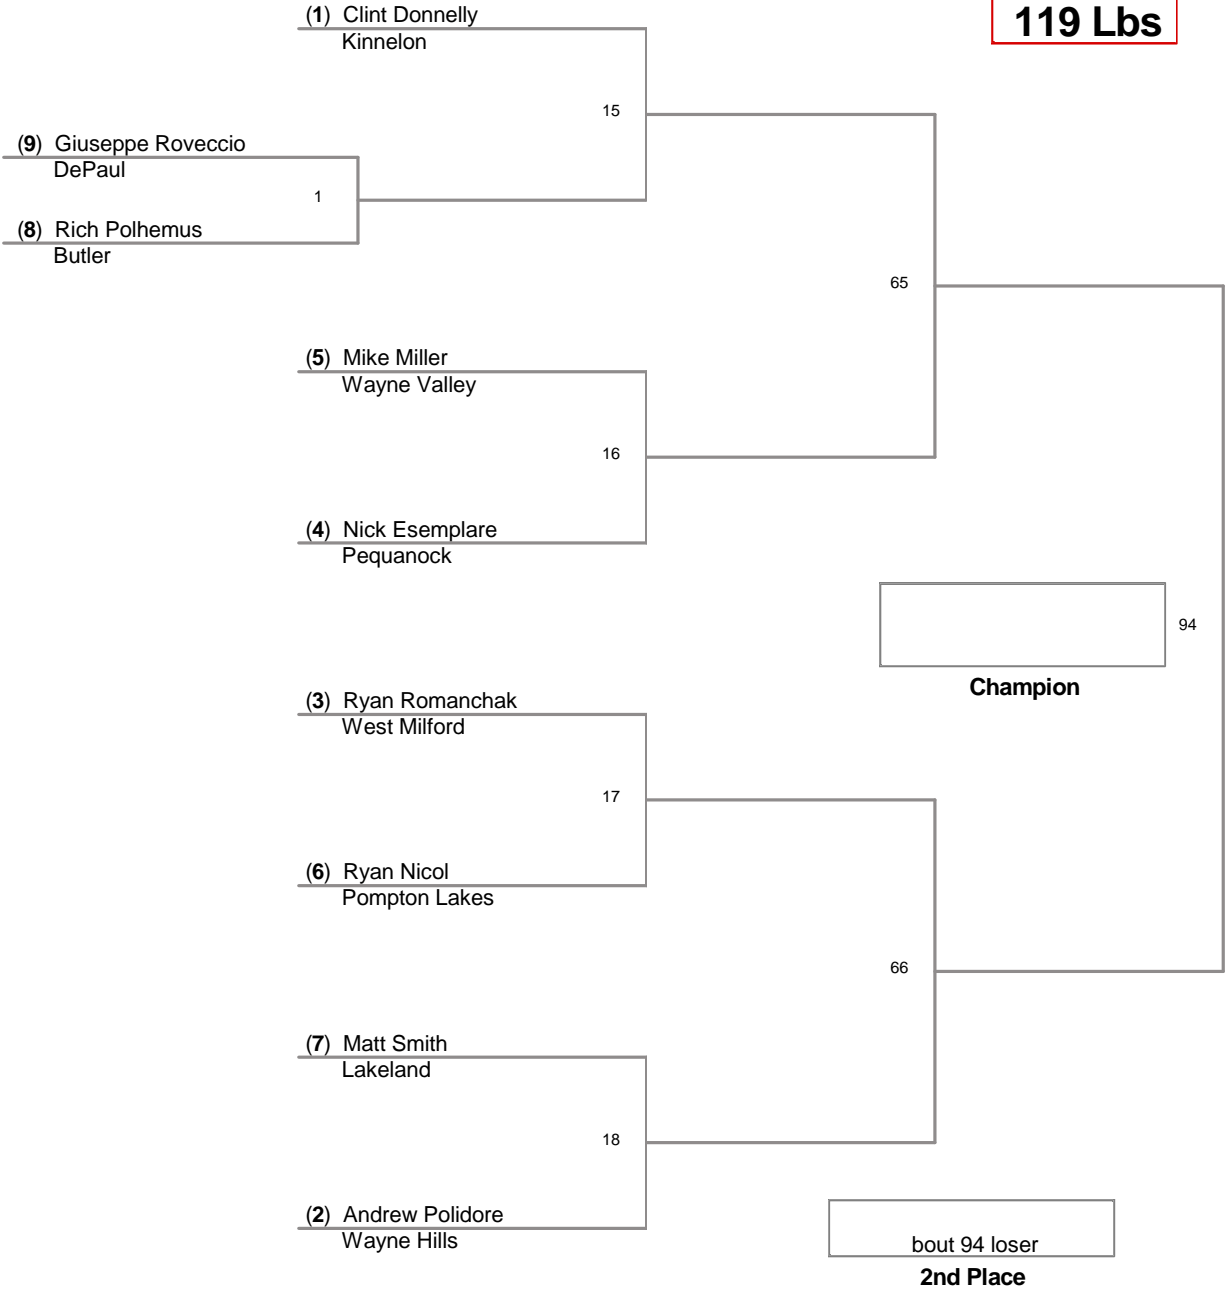 (1) Clint Donnelly
119 Lbs
Kinnelon
15
(9) Giuseppe Roveccio
DePaul
1
(8) Rich Polhemus
Butler
65
(5) Mike Miller
Wayne Valley
16
(4) Nick Esemplare
Pequanock
94
Champion
(3) Ryan Romanchak
West Milford
17
(6) Ryan Nicol
Pompton Lakes
66
(7) Matt Smith
Lakeland
18
(2) Andrew Polidore
Wayne Hills
bout 94 loser
2nd Place